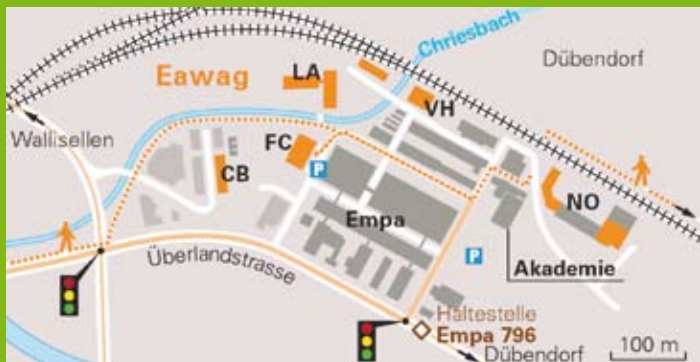 Chriesbach
Dübendorf
Eawag
LA
VH
Wallisellen
FC
P
CB
NO
Empa
Überlandstrasse
P
Akademie
Haltestelle
Empa 796
Dübendorf
100 m